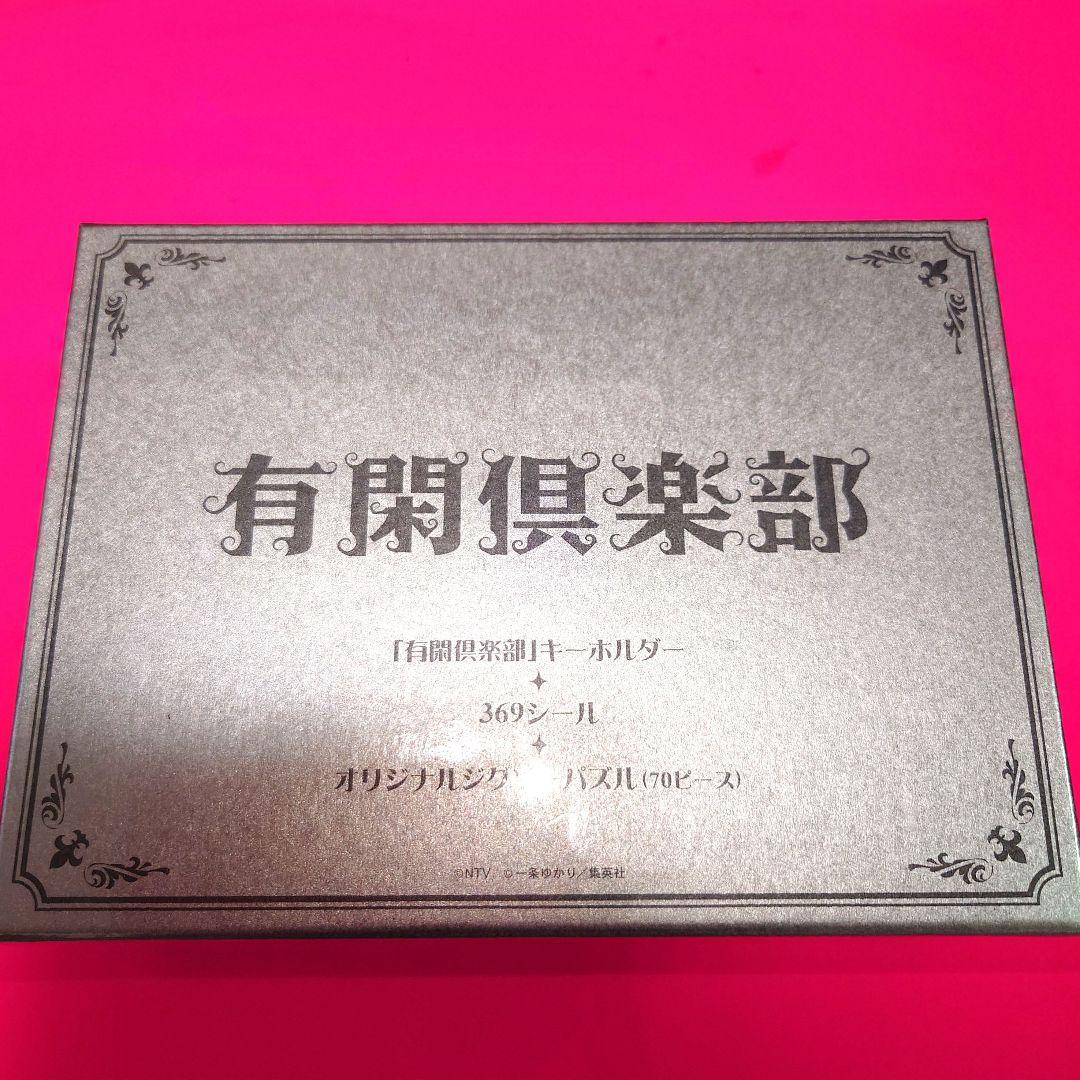 有閑倶楽部
「有閑倶楽部」キーホルダー
369シール
オリジナルジグソーパズル(70ピース)
©NTV ©一条ゆかり/集英社